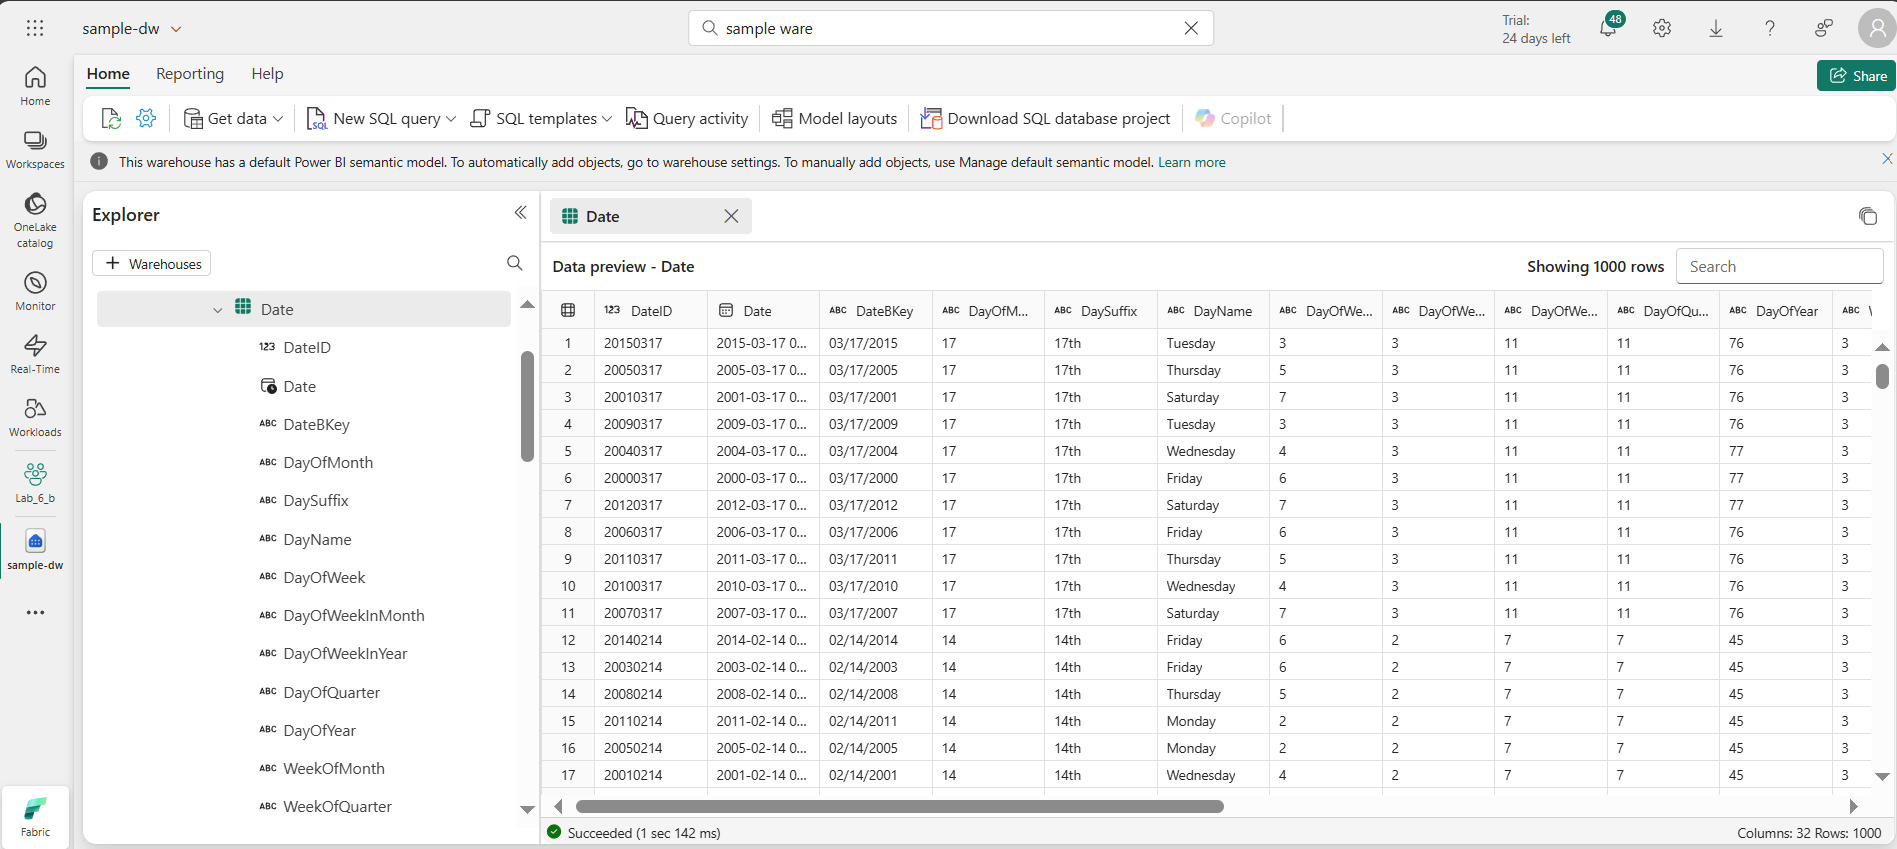 sample-dw
sample ware
Trial:
24 days left
48
Home
Reporting
Help
Share
Get data
New SQL query
SQL templates
Query activity
Model layouts
Download SQL database project
Copilot
This warehouse has a default Power BI semantic model. To automatically add objects, go to warehouse settings. To manually add objects, use Manage default semantic model. Learn more
Home
Workspaces
OneLake
catalog
Monitor
Real-Time
Workloads
Lab_6_b
sample-dw
Fabric
Explorer
Warehouses
Date
123 DateID
Date
ABC DateBKey
ABC DayOfMonth
ABC DaySuffix
ABC DayName
ABC DayOfWeek
ABC DayOfWeekInMonth
ABC DayOfWeekInYear
ABC DayOfQuarter
ABC DayOfYear
ABC WeekOfMonth
ABC WeekOfQuarter
Date
Data preview - Date
Showing 1000 rows
Search
123 DateID Date ABC DateBKey ABC DayOfM... ABC DaySuffix ABC DayName ABC DayOfWe... ABC DayOfWe... ABC DayOfWe... ABC DayOfQu... ABC DayOfYear ABC
1 20150317 2015-03-17 0... 03/17/2015 17 17th Tuesday 3 3 11 11 76 3
2 20050317 2005-03-17 0... 03/17/2005 17 17th Thursday 5 3 11 11 76 3
3 20010317 2001-03-17 0... 03/17/2001 17 17th Saturday 7 3 11 11 76 3
4 20090317 2009-03-17 0... 03/17/2009 17 17th Tuesday 3 3 11 11 76 3
5 20040317 2004-03-17 0... 03/17/2004 17 17th Wednesday 4 3 11 11 77 3
6 20000317 2000-03-17 0... 03/17/2000 17 17th Friday 6 3 11 11 77 3
7 20120317 2012-03-17 0... 03/17/2012 17 17th Saturday 7 3 11 11 77 3
8 20060317 2006-03-17 0... 03/17/2006 17 17th Friday 6 3 11 11 76 3
9 20110317 2011-03-17 0... 03/17/2011 17 17th Thursday 5 3 11 11 76 3
10 20100317 2010-03-17 0... 03/17/2010 17 17th Wednesday 4 3 11 11 76 3
11 20070317 2007-03-17 0... 03/17/2007 17 17th Saturday 7 3 11 11 76 3
12 20140214 2014-02-14 0... 02/14/2014 14 14th Friday 6 2 7 7 45 3
13 20030214 2003-02-14 0... 02/14/2003 14 14th Friday 6 2 7 7 45 3
14 20080214 2008-02-14 0... 02/14/2008 14 14th Thursday 5 2 7 7 45 3
15 20110214 2011-02-14 0... 02/14/2011 14 14th Monday 2 2 7 7 45 3
16 20050214 2005-02-14 0... 02/14/2005 14 14th Monday 2 2 7 7 45 3
17 20010214 2001-02-14 0... 02/14/2001 14 14th Wednesday 4 2 7 7 45 3
Succeeded (1 sec 142 ms)
Columns: 32 Rows: 1000